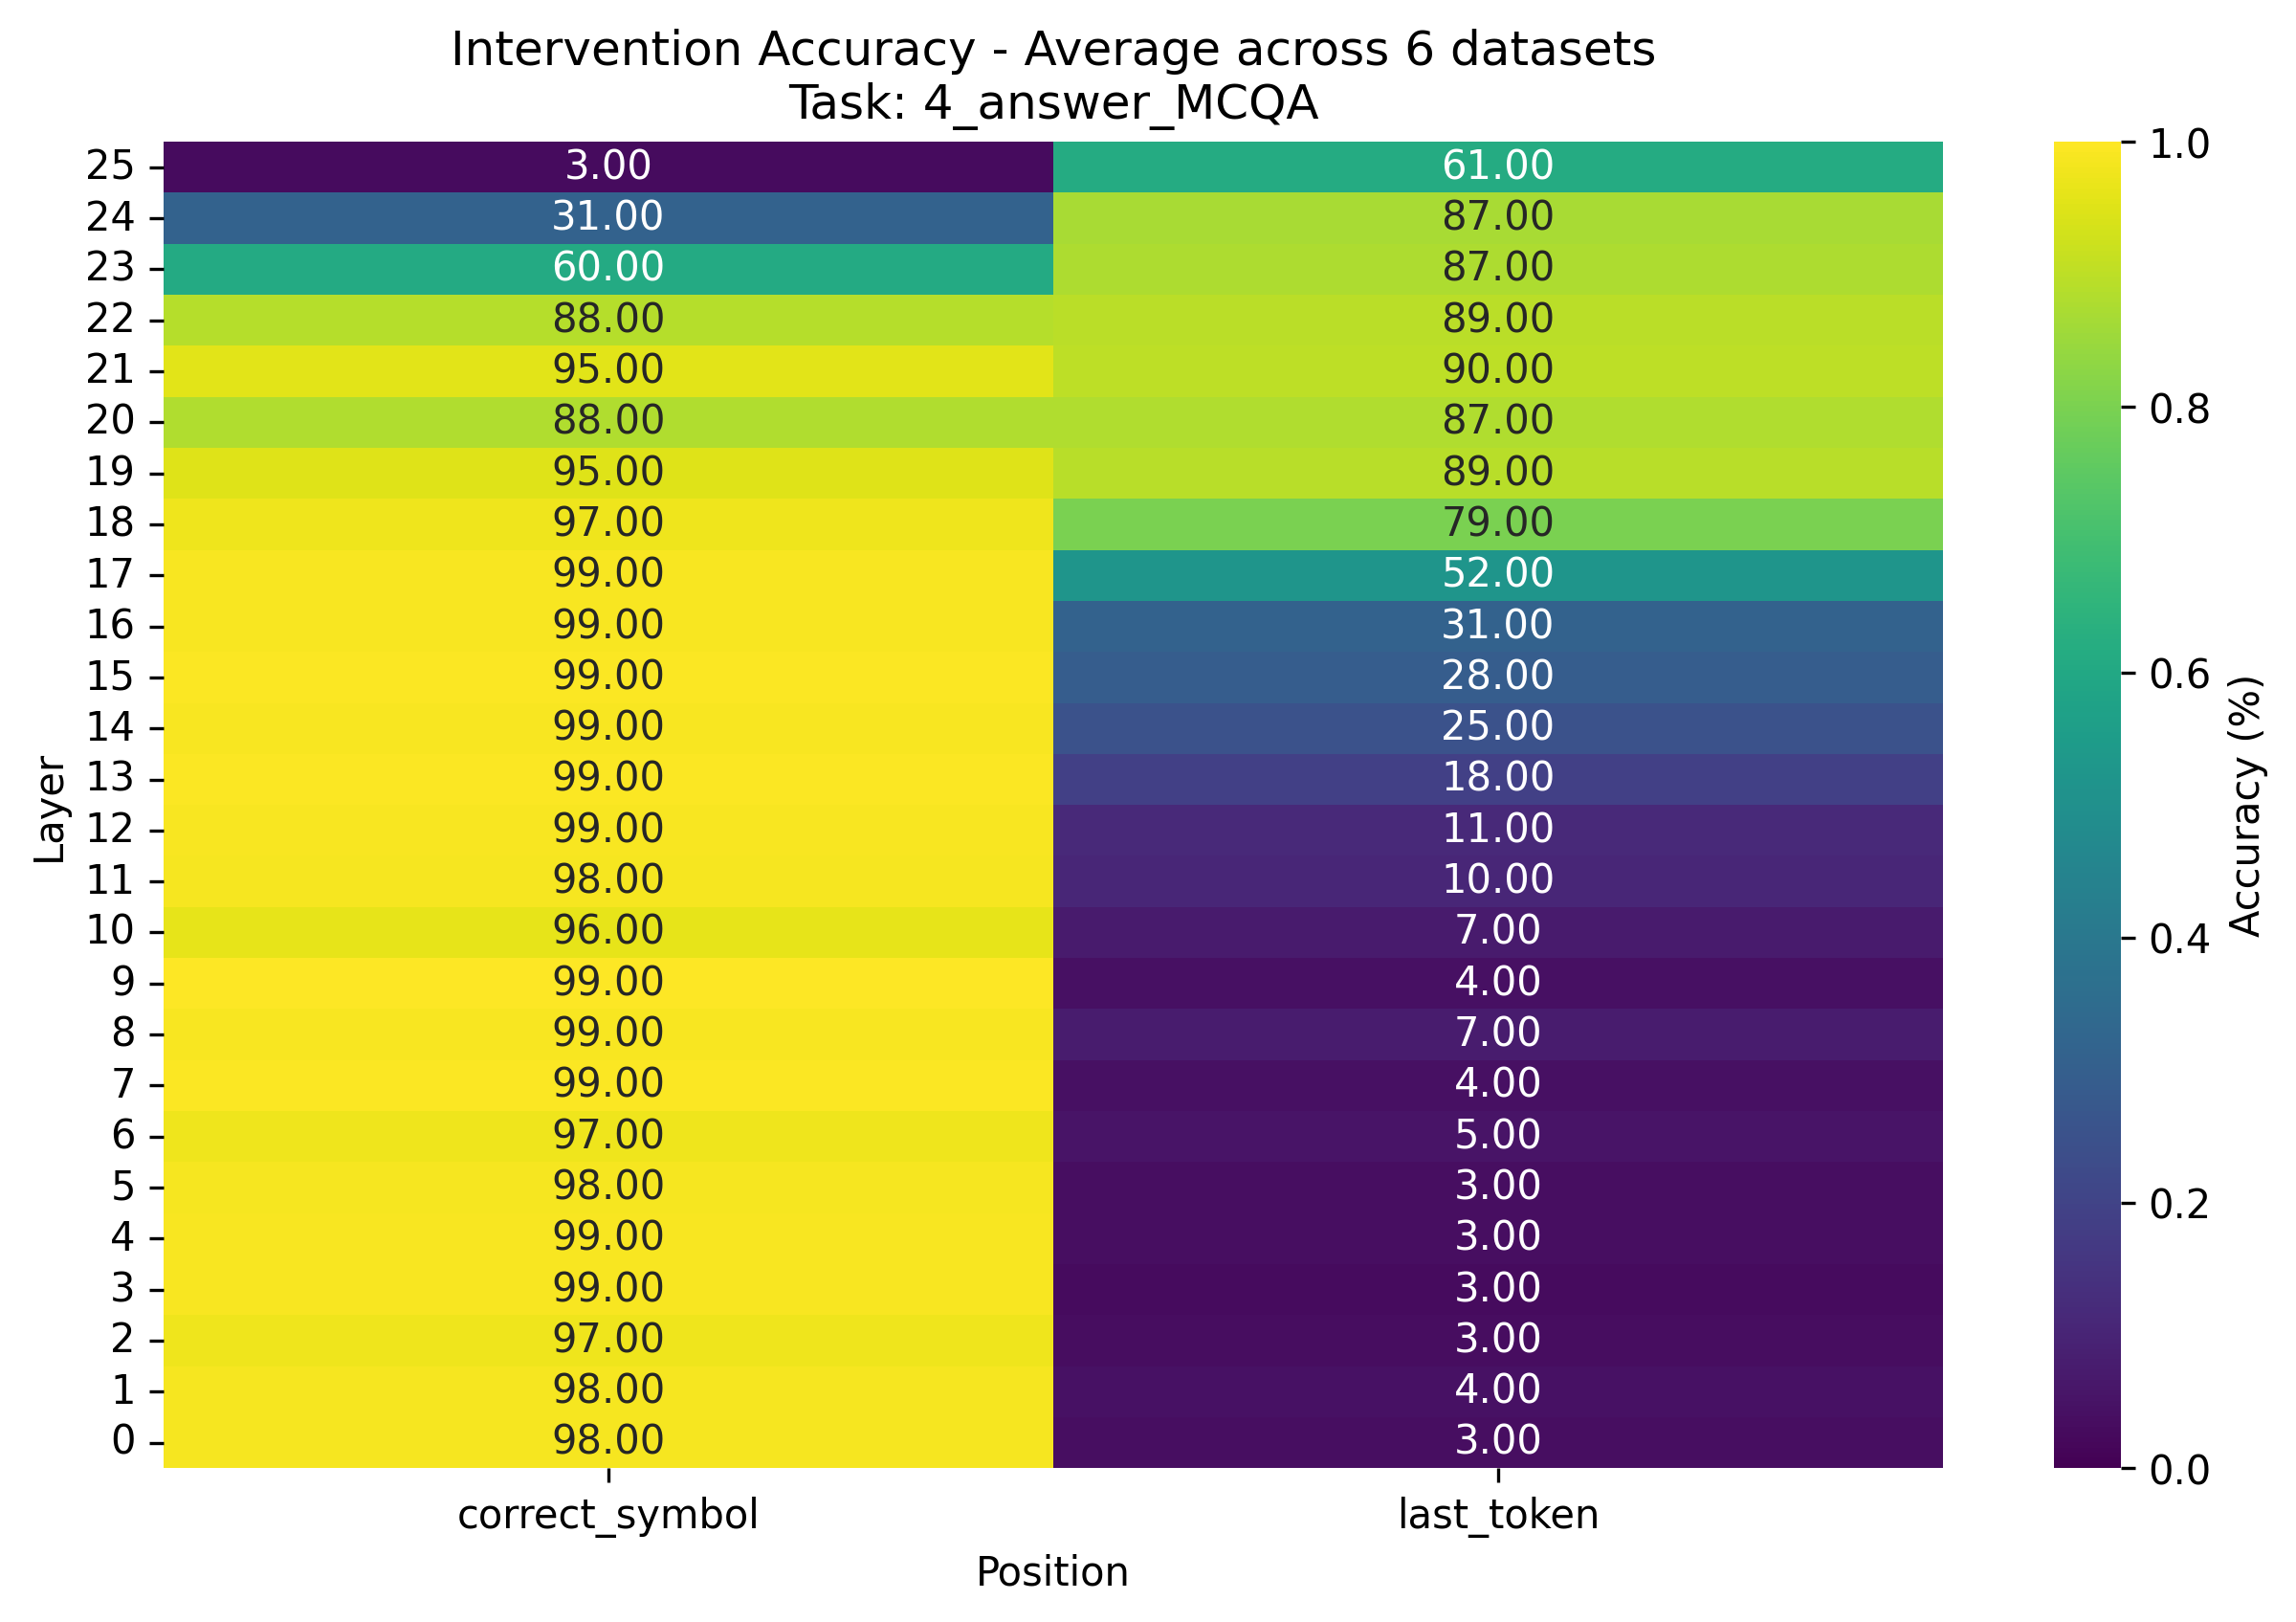 Intervention Accuracy - Average across 6 datasets
Task: 4_answer_MCQA
25 3.00 61.00
24 31.00 87.00
23 60.00 87.00
22 88.00 89.00
21 95.00 90.00
20 88.00 87.00
19 95.00 89.00
18 97.00 79.00
17 99.00 52.00
16 99.00 31.00
15 99.00 28.00
14 99.00 25.00
13 99.00 18.00
12 99.00 11.00
11 98.00 10.00
10 96.00 7.00
9 99.00 4.00
8 99.00 7.00
7 99.00 4.00
6 97.00 5.00
5 98.00 3.00
4 99.00 3.00
3 99.00 3.00
2 97.00 3.00
1 98.00 4.00
0 98.00 3.00
Layer
correct_symbol last_token
Position
1.0
0.8
0.6
0.4
0.2
0.0
Accuracy (%)